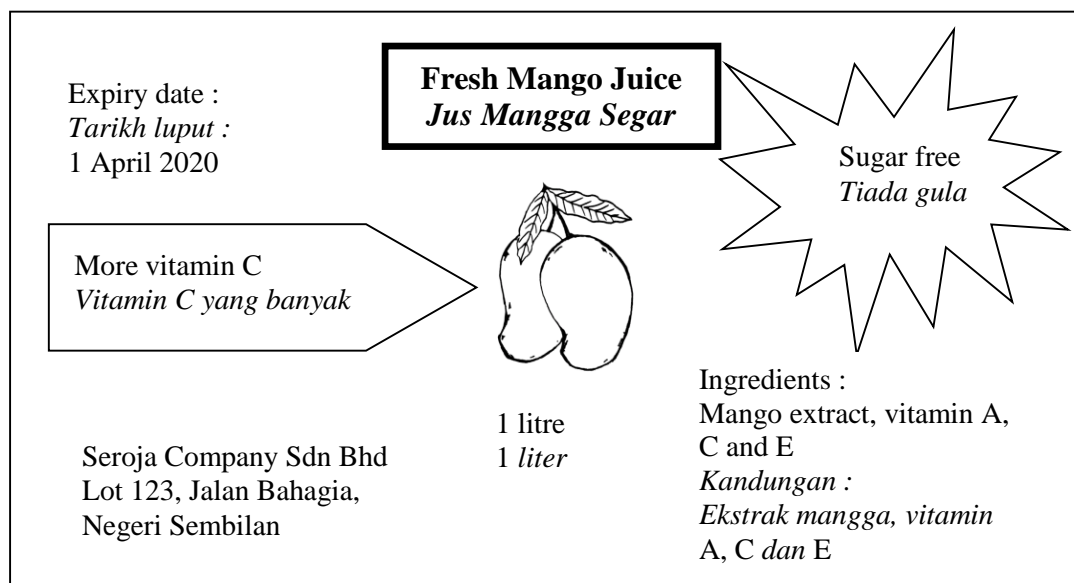 Fresh Mango Juice
Jus Mangga Segar
Expiry date :
Tarikh luput :
1 April 2020
Sugar free
Tiada gula
More vitamin C
Vitamin C yang banyak
1 litre
1 liter
Seroja Company Sdn Bhd
Lot 123, Jalan Bahagia,
Negeri Sembilan
Ingredients :
Mango extract, vitamin A,
C and E
Kandungan :
Ekstrak mangga, vitamin
A, C dan E